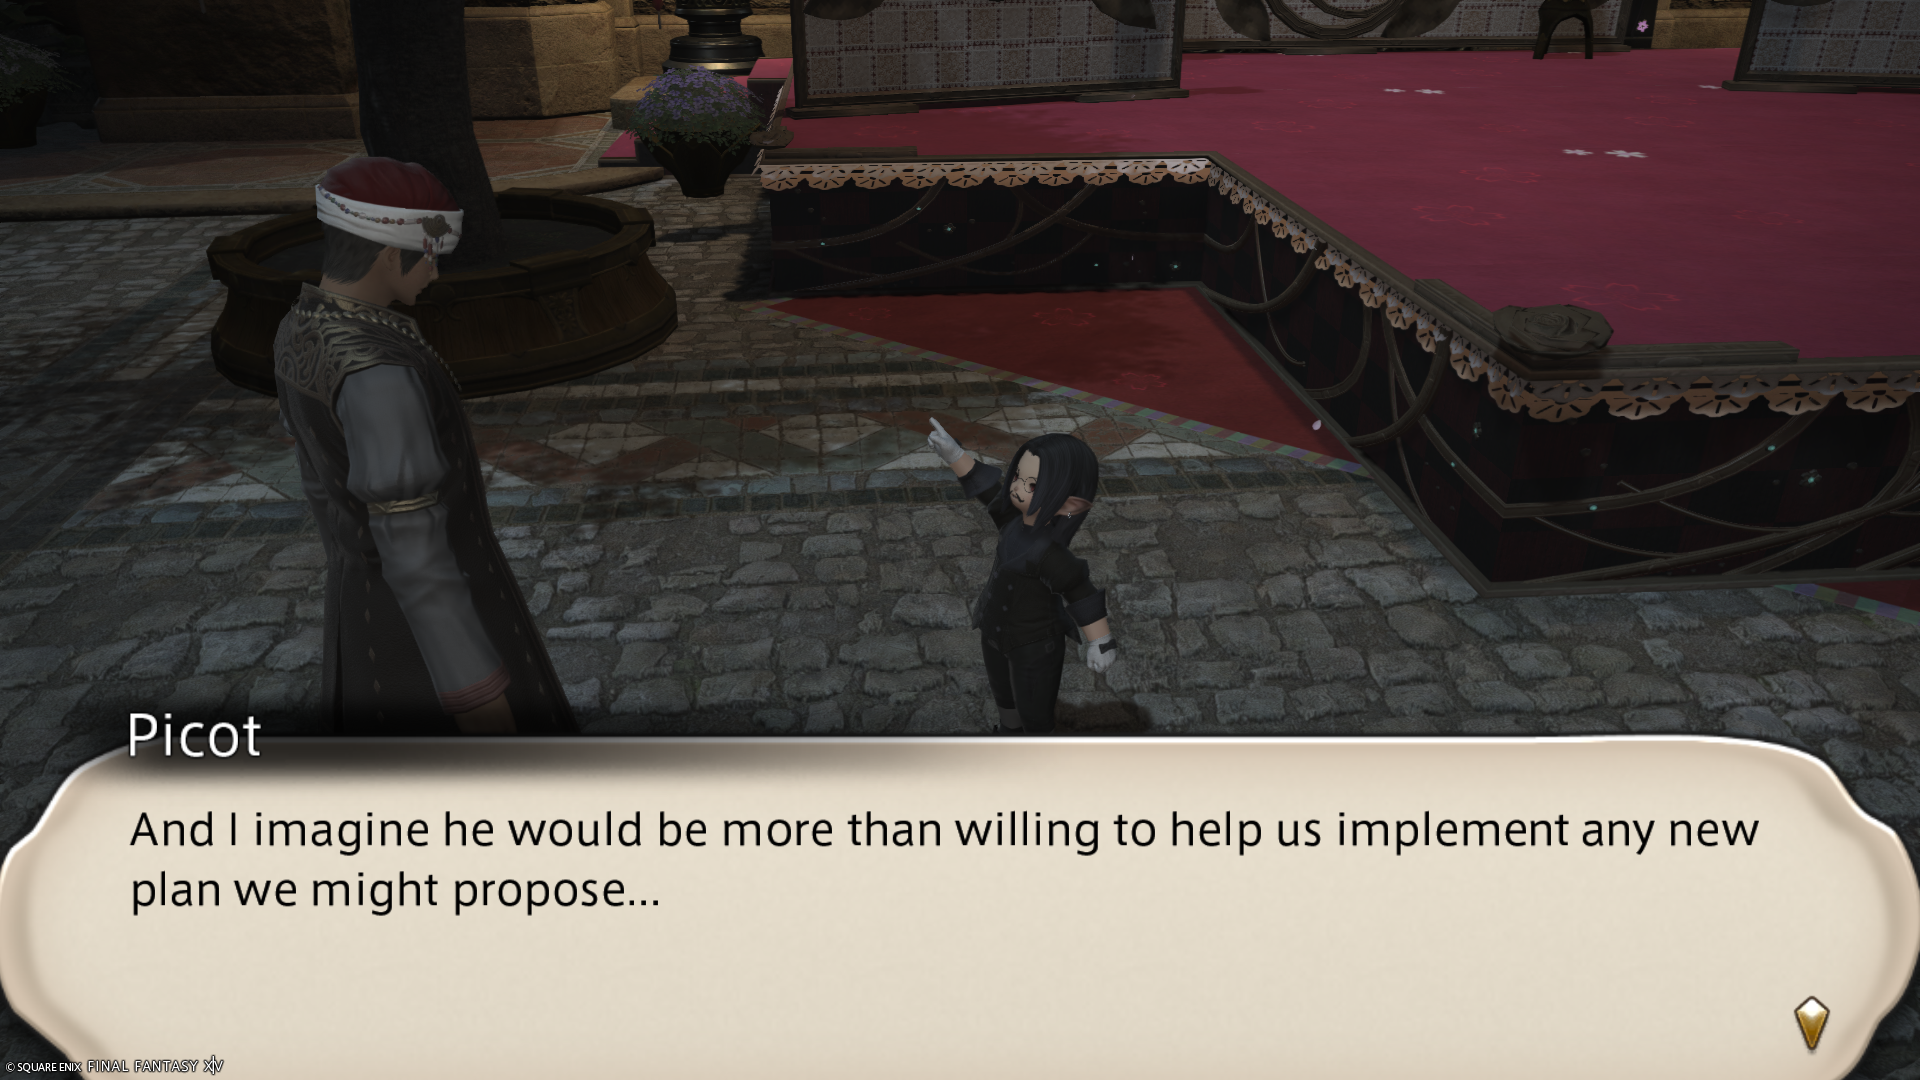 Picot
And I imagine he would be more than willing to help us implement any new
plan we might propose...
© SQUARE ENIX FINAL FANTASY XIV